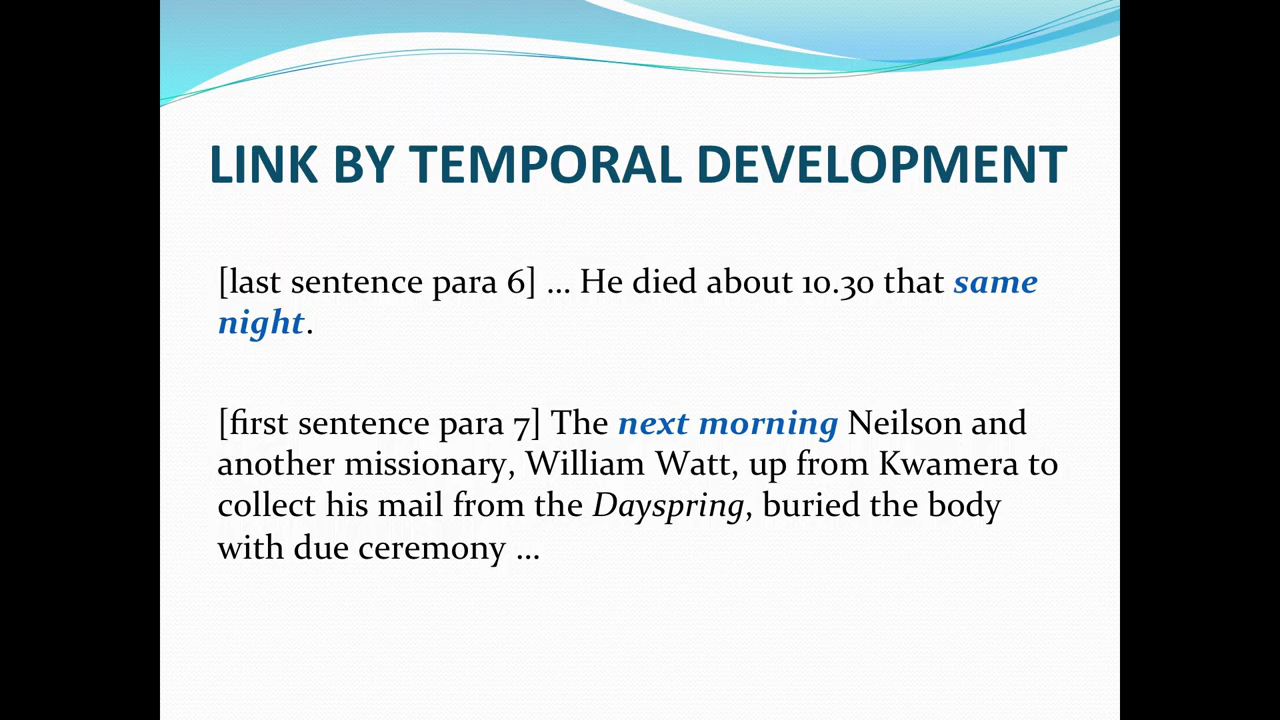 LINK BY TEMPORAL DEVELOPMENT
[last sentence para 6] … He died about 10.30 that same
night.
[first sentence para 7] The next morning Neilson and
another missionary, William Watt, up from Kwamera to
collect his mail from the Dayspring, buried the body
with due ceremony …